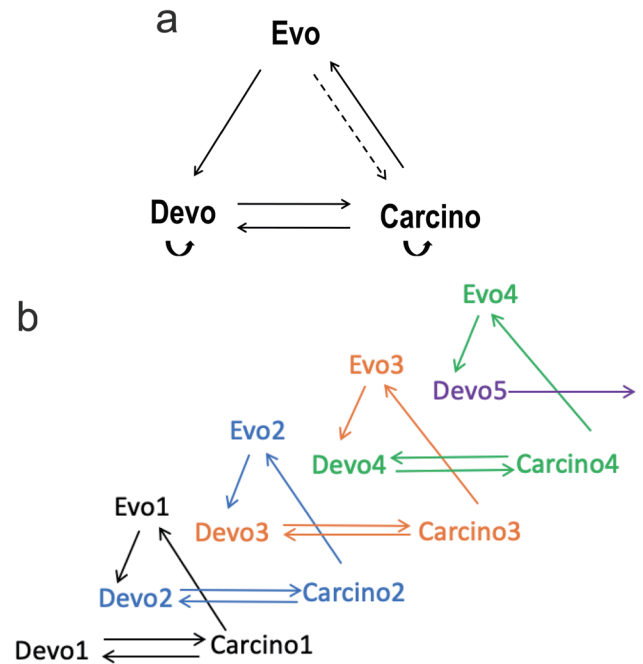 a
Evo
Devo
Carcino
b
Evo4
Evo3
Devo5
Evo2
Devo4
Carcino4
Evo1
Devo3
Carcino3
Devo2
Carcino2
Devo1
Carcino1